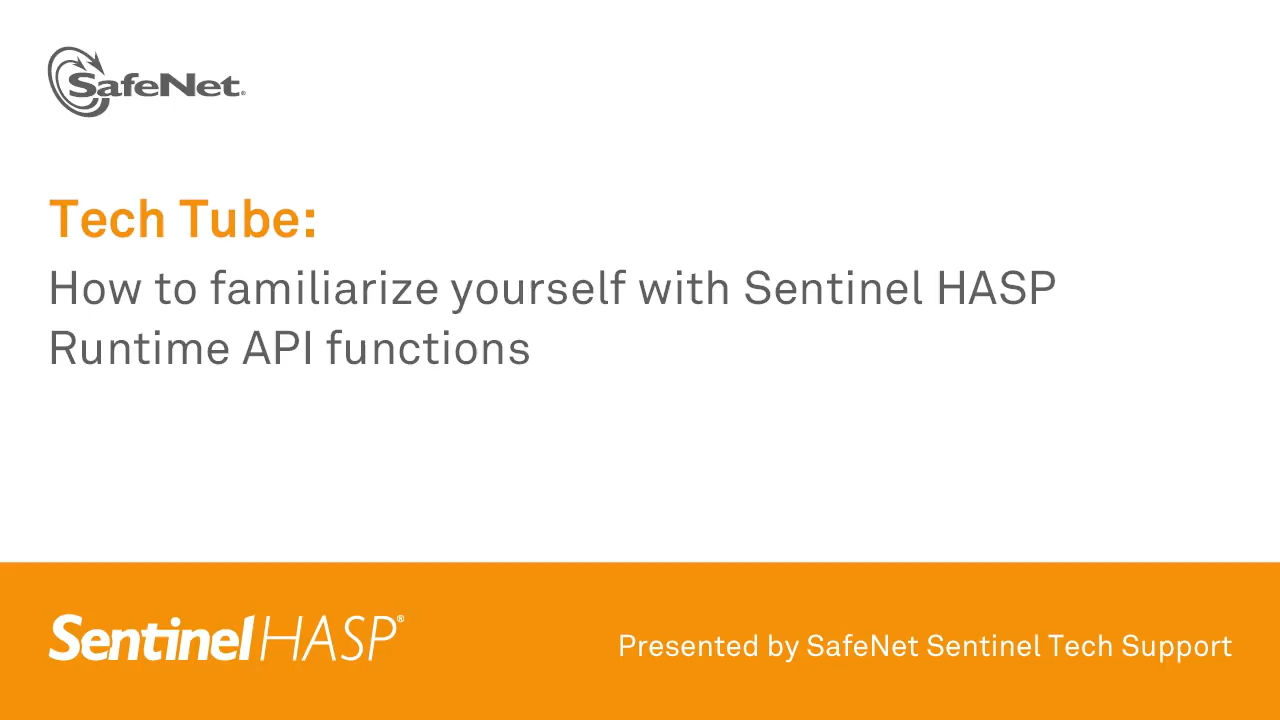 SafeNet®
Tech Tube:
How to familiarize yourself with Sentinel HASP
Runtime API functions
Sentinel HASP®
Presented by SafeNet Sentinel Tech Support